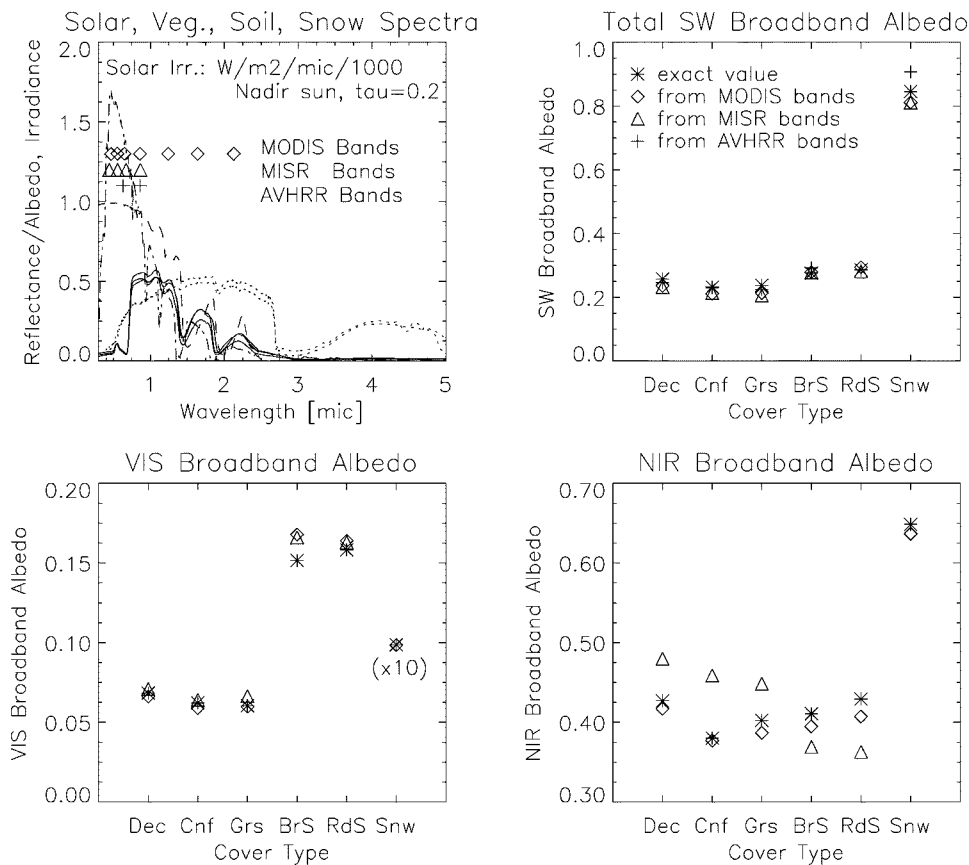 Solar, Veg., Soil, Snow Spectra
Reflectance/Albedo, Irradiance
2.0
1.5
1.0
0.5
0.0
Solar Irr.: W/m2/mic/1000
Nadir sun, tau=0.2
MODIS Bands
MISR Bands
AVHRR Bands
1 2 3 4 5
Wavelength [mic]
Total SW Broadband Albedo
SW Broadband Albedo
1.0
0.8
0.6
0.4
0.2
0.0
exact value
from MODIS bands
from MISR bands
from AVHRR bands
Dec Cnf Grs BrS RdS Snw
Cover Type
VIS Broadband Albedo
VIS Broadband Albedo
0.20
0.15
0.10
0.05
0.00
(x10)
Dec Cnf Grs BrS RdS Snw
Cover Type
NIR Broadband Albedo
NIR Broadband Albedo
0.70
0.60
0.50
0.40
0.30
Dec Cnf Grs BrS RdS Snw
Cover Type